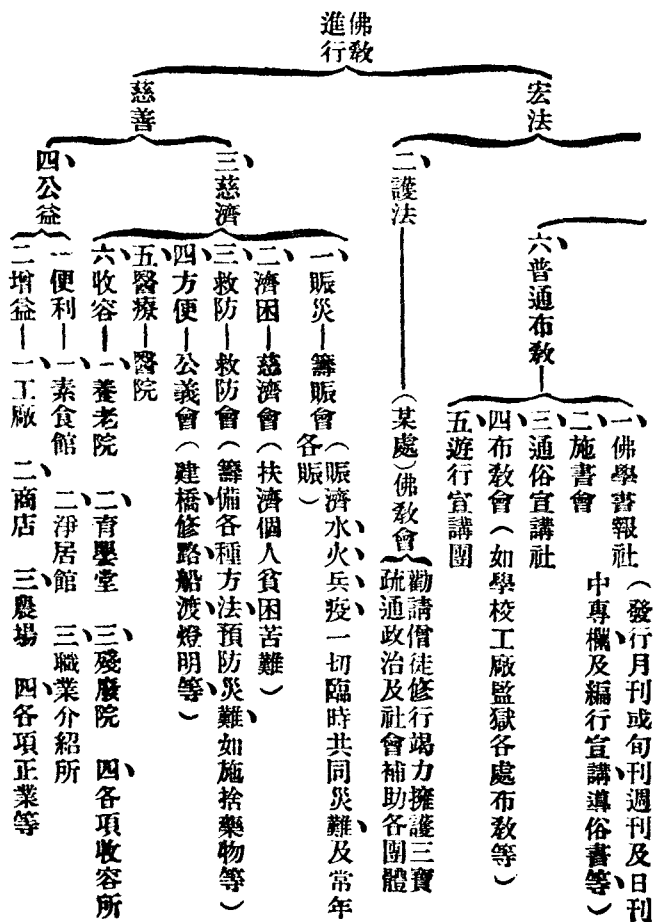 佛教
進行
宏法
六、普通布教
一、佛學書報社（發行月刊或旬刊週刊及日刊
中專欄及編行宣講導俗書等）
二、施書會
三、通俗宣講社
四、布教會（如學校工廠監獄各處布教等）
五、遊行宣講團
二、護法
（某處）佛教會
勸請僧徒修行竭力擁護三寶
疏通政治及社會補助各團體
慈善
三、慈濟
一、賑災—籌賑會（賑濟水、火、兵、疫、一切臨時共同災難、及常年
各賑）
二、濟困—慈濟會（扶濟個人貧困苦難）
三、救防—救防會（籌備各種方法預防災難如施捨藥物等）
四、方便—公義會（建橋、修路、船渡、燈明等）
五、醫療—醫院
六、收容—一、養老院　二、育嬰堂　三、殘廢院　四、各項收容所
四、公益
一、便利—一、素食館　二、淨居館　三、職業介紹所
二、增益—一、工廠　二、商店　三、農場　四、各項正業等